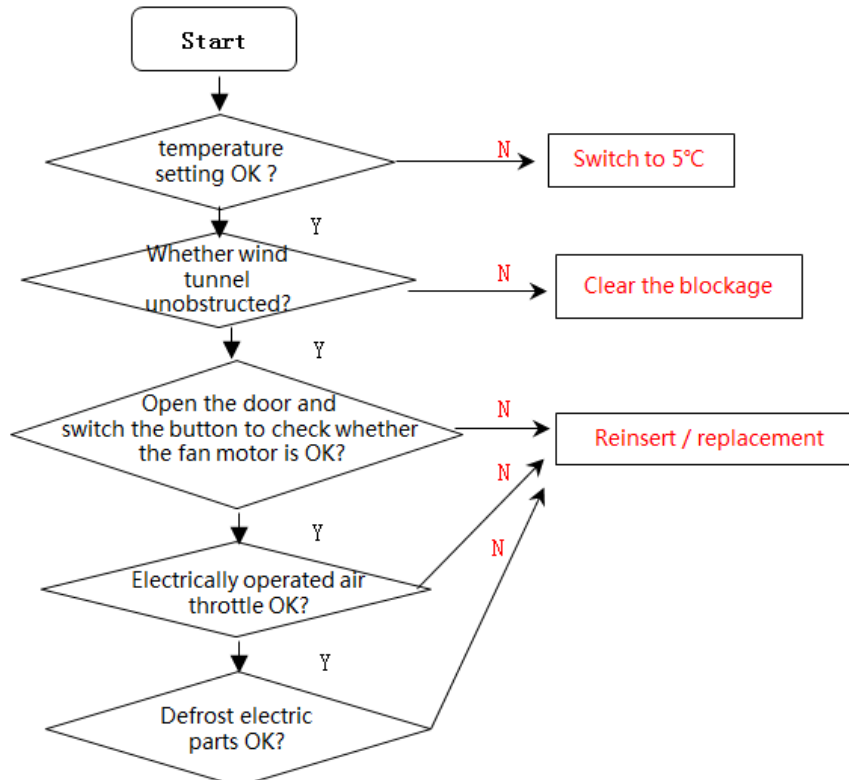 Start
temperature
setting OK ?
N
Switch to 5℃
Y
Whether wind
tunnel
unobstructed?
N
Clear the blockage
Y
Open the door and
switch the button to check whether
the fan motor is OK?
N
Reinsert / replacement
N
Y
N
Electrically operated air
throttle OK?
Y
Defrost electric
parts OK?